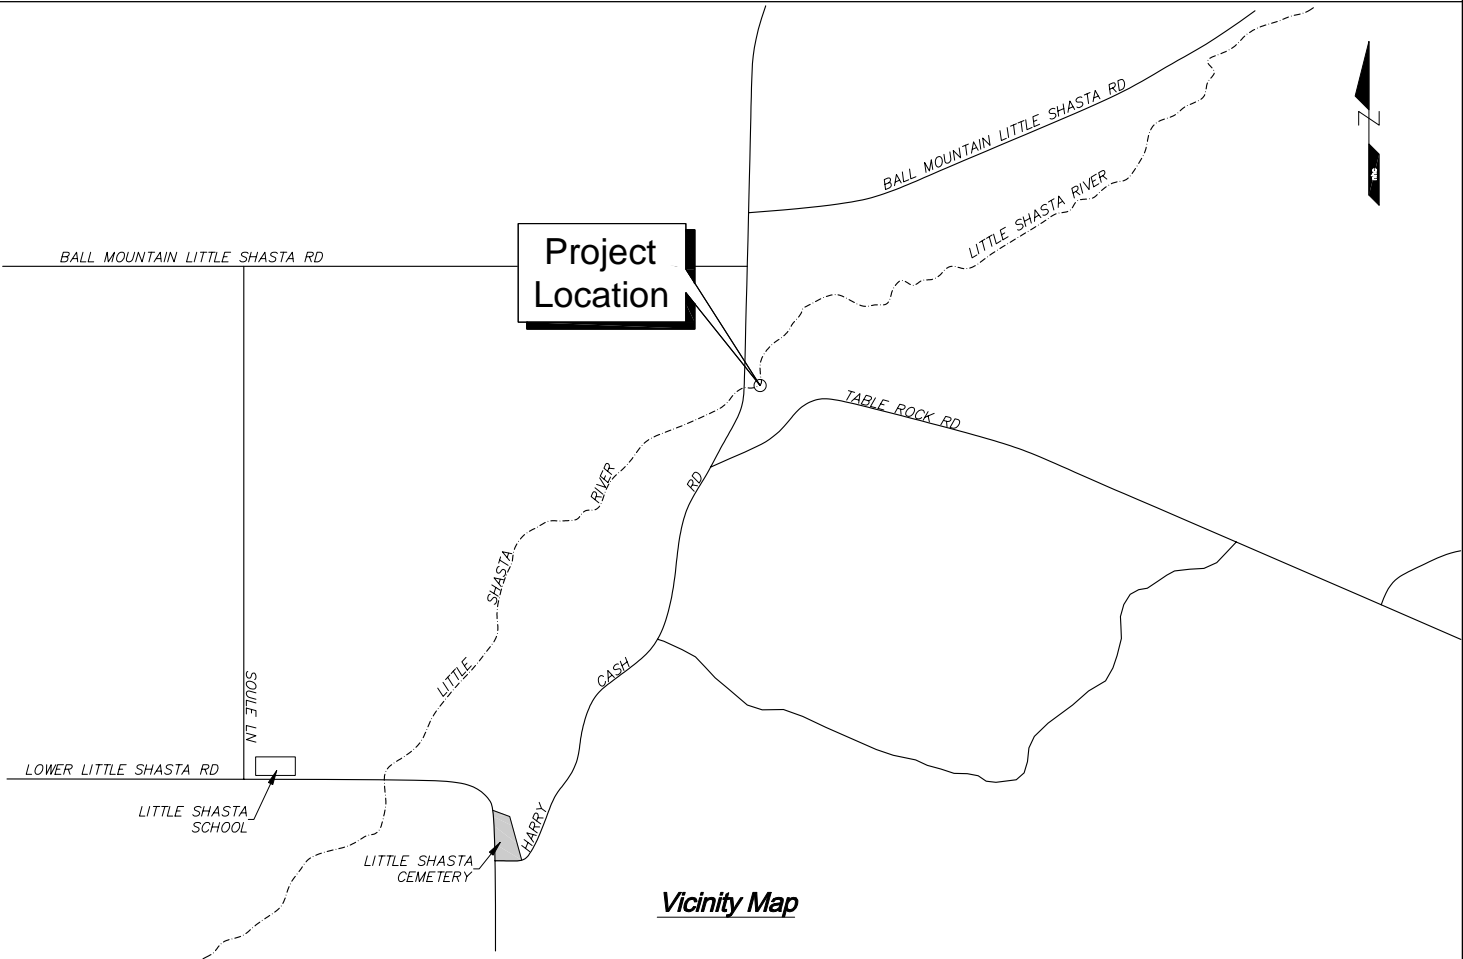 BALL MOUNTAIN LITTLE SHASTA RD
N
nhc
LITTLE SHASTA RIVER
Project
Location
BALL MOUNTAIN LITTLE SHASTA RD
TABLE ROCK RD
RIVER
SHASTA
LITTLE
RD
CASH
HARRY
SOULE LN
LOWER LITTLE SHASTA RD
LITTLE SHASTA
SCHOOL
LITTLE SHASTA
CEMETERY
Vicinity Map